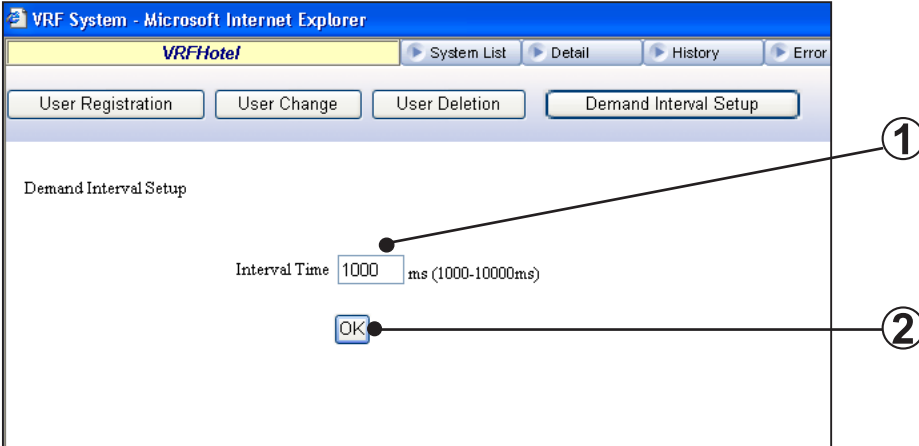 VRF System - Microsoft Internet Explorer
VRFHotel System List Detail History Error
User Registration User Change User Deletion Demand Interval Setup
1
Demand Interval Setup
Interval Time 1000 ms (1000-10000ms)
OK
2